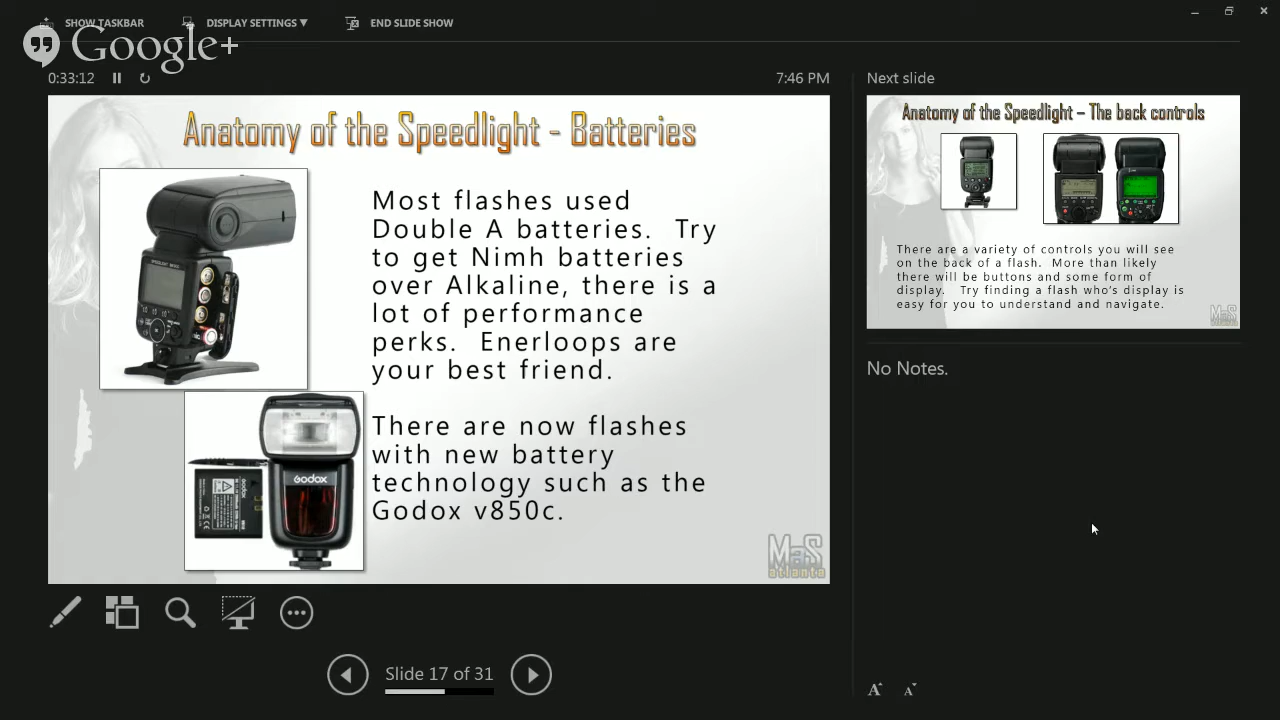 SHOW TASKBAR
DISPLAY SETTINGS ▼
END SLIDE SHOW
Google+
0:33:12
7:46 PM
Anatomy of the Speedlight - Batteries
Most flashes used
Double A batteries. Try
to get Nimh batteries
over Alkaline, there is a
lot of performance
perks. Enerloops are
your best friend.
There are now flashes
with new battery
technology such as the
Godox v850c.
Godox
MaS
atlanta
Slide 17 of 31
Next slide
Anatomy of the Speedlight – The back controls
There are a variety of controls you will see
on the back of a flash. More than likely
there will be buttons and some form of
display. Try finding a flash who's display is
easy for you to understand and navigate.
MaS
No Notes.
A A